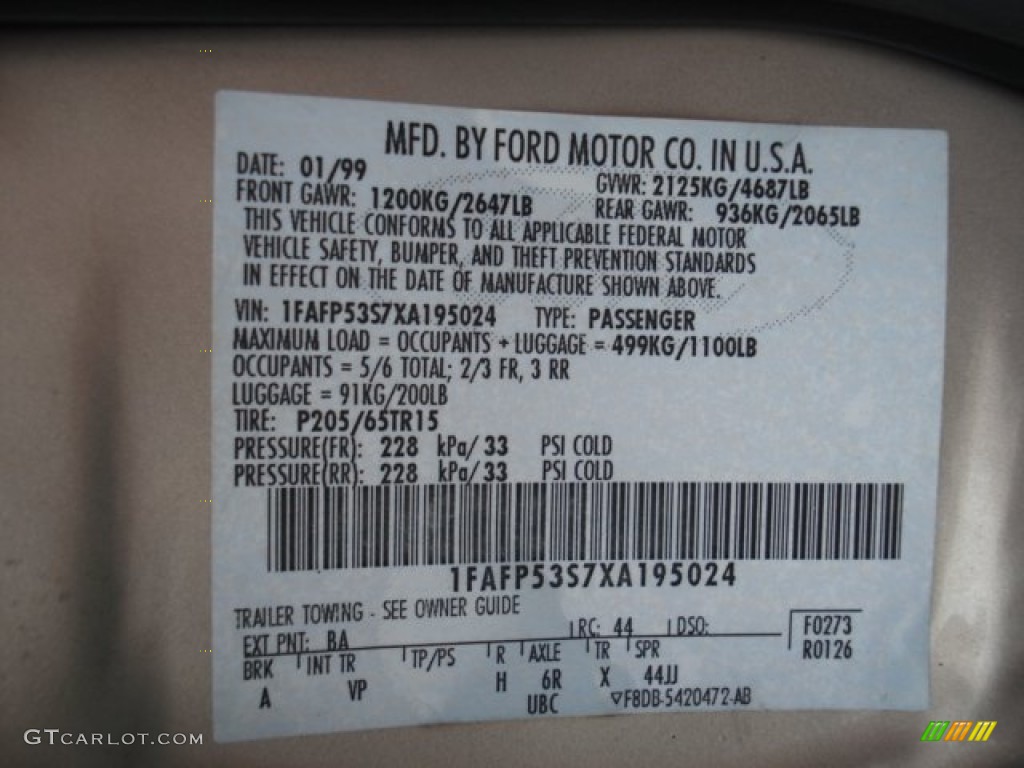 MFD. BY FORD MOTOR CO. IN U.S.A.
DATE: 01/99 GVWR: 2125KG/4687LB
FRONT GAWR: 1200KG/2647LB REAR GAWR: 936KG/2065LB
THIS VEHICLE CONFORMS TO ALL APPLICABLE FEDERAL MOTOR
VEHICLE SAFETY, BUMPER, AND THEFT PREVENTION STANDARDS
IN EFFECT ON THE DATE OF MANUFACTURE SHOWN ABOVE.
VIN: 1FAFP53S7XA195024 TYPE: PASSENGER
MAXIMUM LOAD = OCCUPANTS + LUGGAGE = 499KG/1100LB
OCCUPANTS = 5/6 TOTAL; 2/3 FR, 3 RR
LUGGAGE = 91KG/200LB
TIRE: P205/65TR15
PRESSURE(FR): 228 kPa/ 33 PSI COLD
PRESSURE(RR): 228 kPa/ 33 PSI COLD
1FAFP53S7XA195024
TRAILER TOWING - SEE OWNER GUIDE
EXT PNT: BA RC: 44 DSO: F0273
R0126
BRK INT TR TP/PS R AXLE TR SPR
A VP H 6R X 44JJ
UBC ▽F8DB-5420472-AB
GTCARLOT.COM